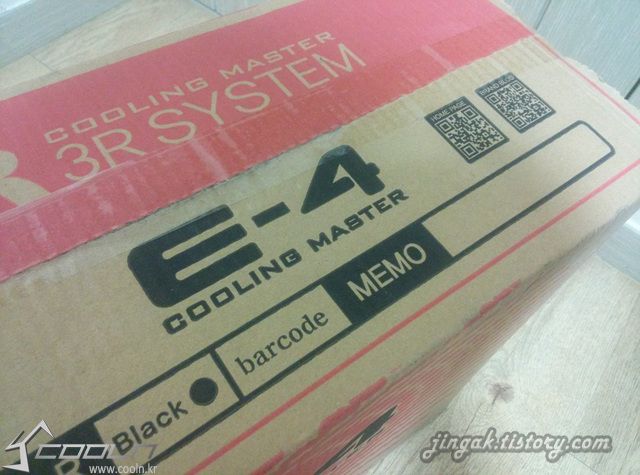 COOLING MASTER
R 3R SYSTEM
HOME PAGE
BRAND BLOG
E-4
COOLING MASTER
MEMO
barcode
Black
R
COOLN
www.cooln.kr
jingak.tistory.com